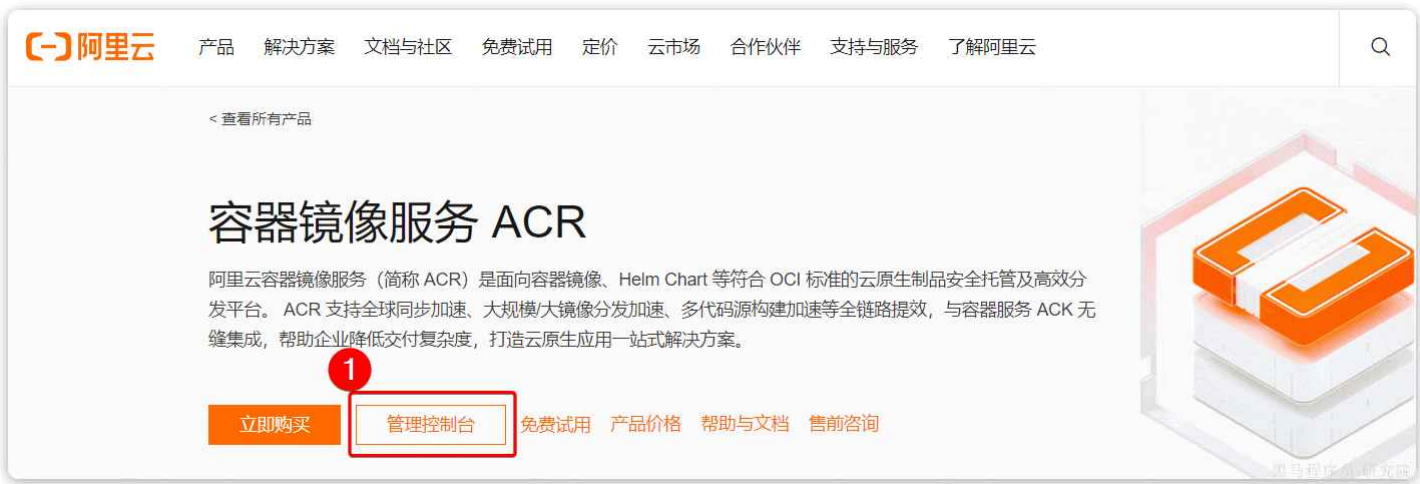 阿里云 产品 解决方案 文档与社区 免费试用 定价 云市场 合作伙伴 支持与服务 了解阿里云
< 查看所有产品
容器镜像服务 ACR
阿里云容器镜像服务（简称 ACR）是面向容器镜像、Helm Chart 等符合 OCI 标准的云原生制品安全托管及高效分
发平台。 ACR 支持全球同步加速、大规模/大镜像分发加速、多代码源构建加速等全链路提效，与容器服务 ACK 无
缝集成，帮助企业降低交付复杂度，打造云原生应用一站式解决方案。
1
立即购买 管理控制台 免费试用 产品价格 帮助与文档 售前咨询